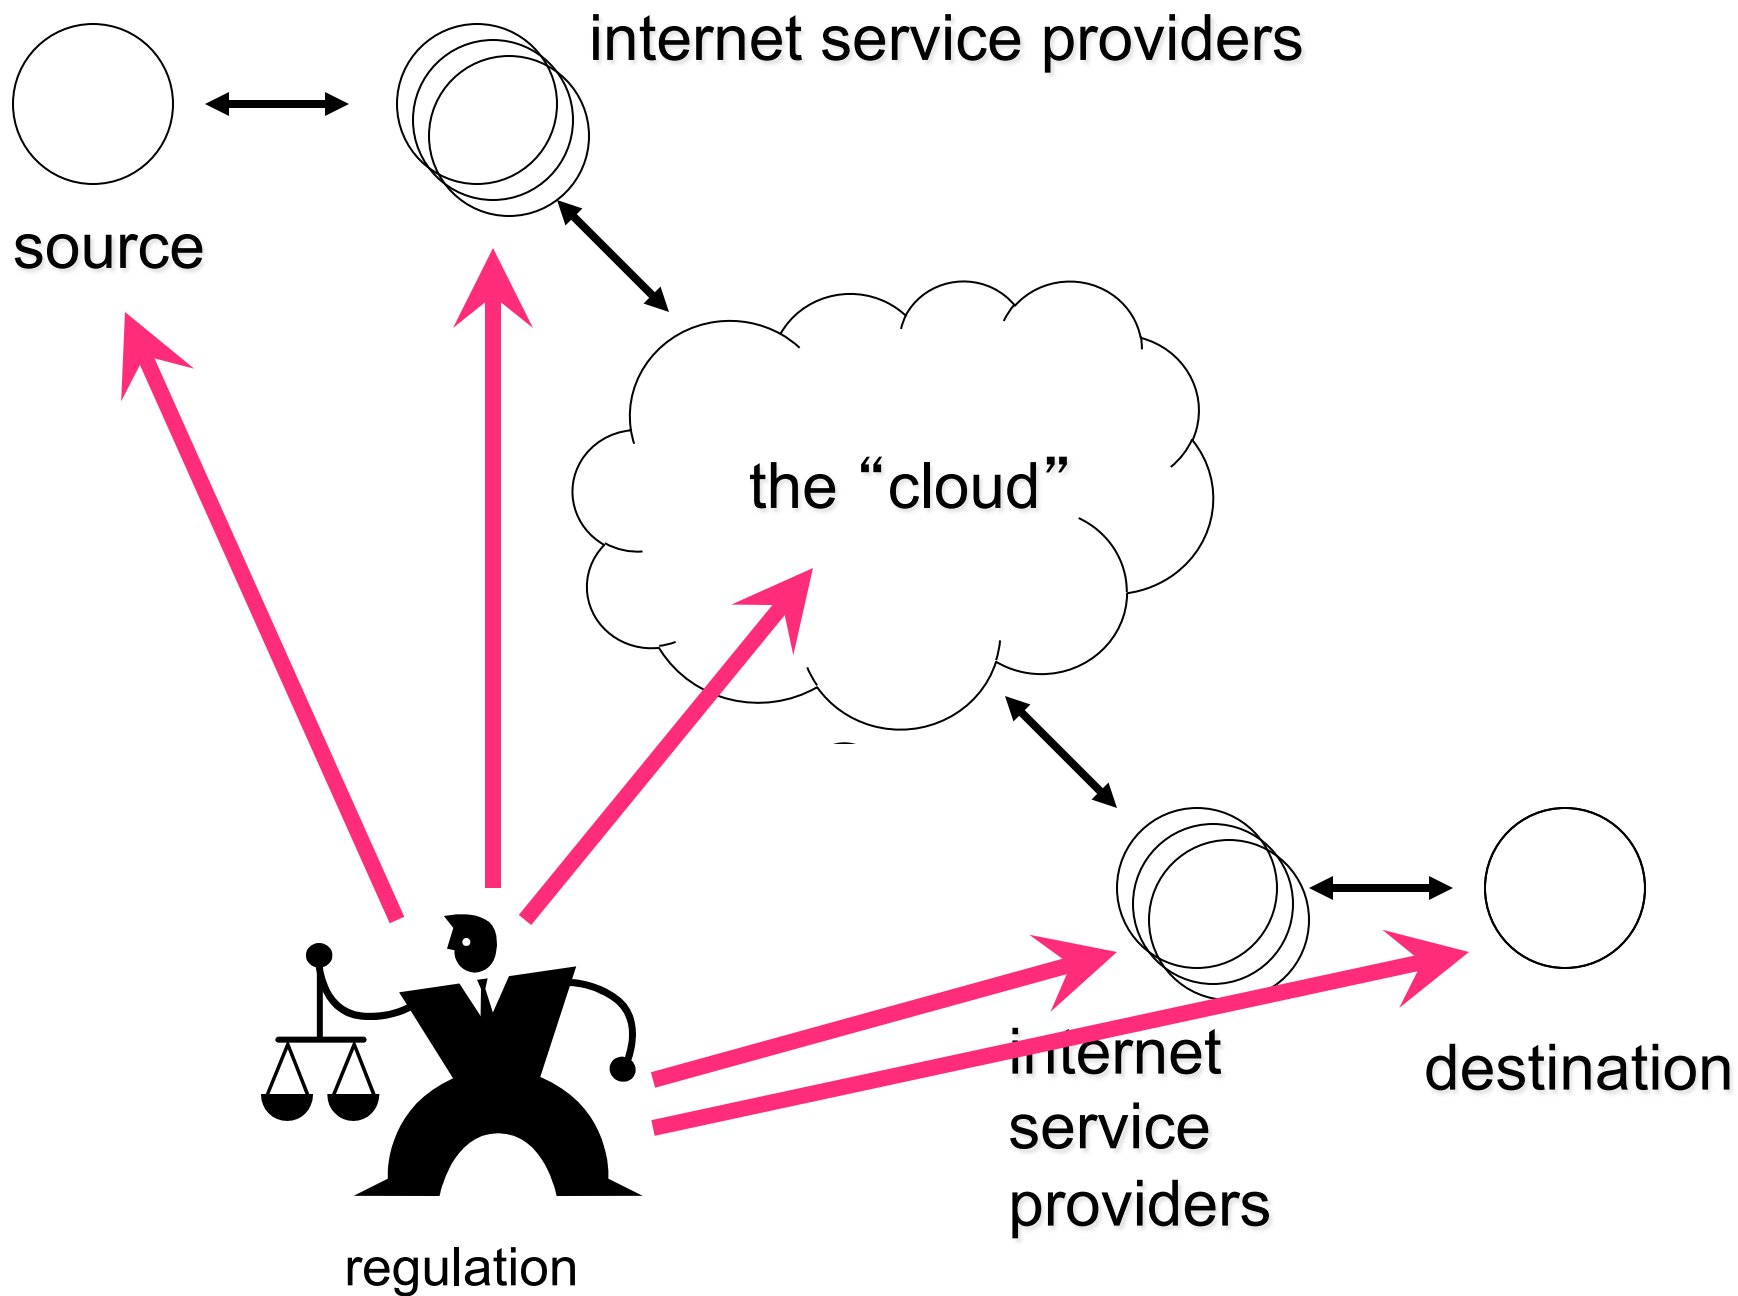 internet service providers
source
the “cloud”
internet
service
providers
destination
regulation